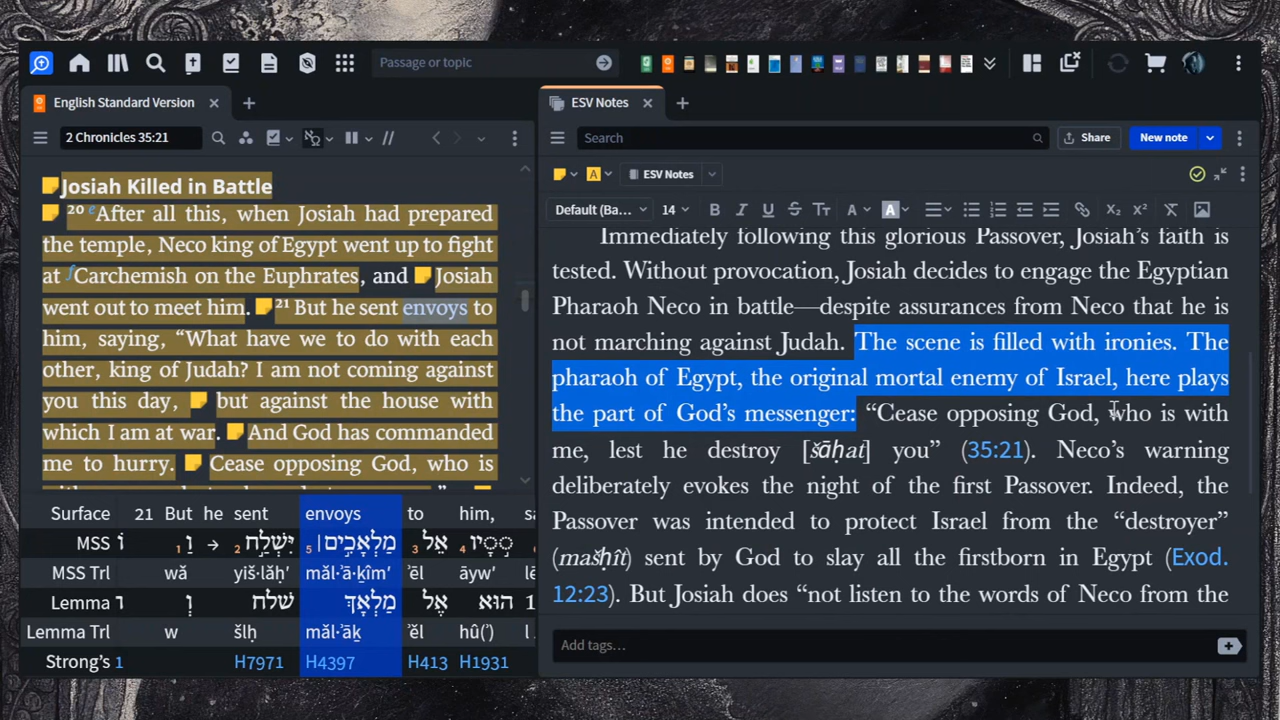 Passage or topic
English Standard Version
ESV Notes
2 Chronicles 35:21
Search
Share
New note
ESV Notes
Default (Ba...
14
Josiah Killed in Battle
20 e After all this, when Josiah had prepared
the temple, Neco king of Egypt went up to fight
at f Carchemish on the Euphrates, and Josiah
went out to meet him. 21 But he sent envoys to
him, saying, “What have we to do with each
other, king of Judah? I am not coming against
you this day, but against the house with
which I am at war. And God has commanded
me to hurry. Cease opposing God, who is
Surface 21 But he sent envoys to him,
MSS וֹ 1 וַ → 2 יִּשְׁלַ֣ח 5 מַלְאָכִ֣ים׀ 3 אֵלָ 4
MSS Trl wǎ yiš·lǎḥ′ mǎl·ʾā·ḵîm′ ʾēl āyw′
Lemma ו וְ שׁלח מַלְאָךְ אֶל הוּא
Lemma Trl w šlḥ mǎl·ʾāḵ ʾěl hû(ʾ)
Strong’s 1 H7971 H4397 H413 H1931
Immediately following this glorious Passover, Josiah’s faith is
tested. Without provocation, Josiah decides to engage the Egyptian
Pharaoh Neco in battle—despite assurances from Neco that he is
not marching against Judah. The scene is filled with ironies. The
pharaoh of Egypt, the original mortal enemy of Israel, here plays
the part of God’s messenger: “Cease opposing God, who is with
me, lest he destroy [šāḥat] you” (35:21). Neco’s warning
deliberately evokes the night of the first Passover. Indeed, the
Passover was intended to protect Israel from the “destroyer”
(mašḥît) sent by God to slay all the firstborn in Egypt (Exod.
12:23). But Josiah does “not listen to the words of Neco from the
Add tags…